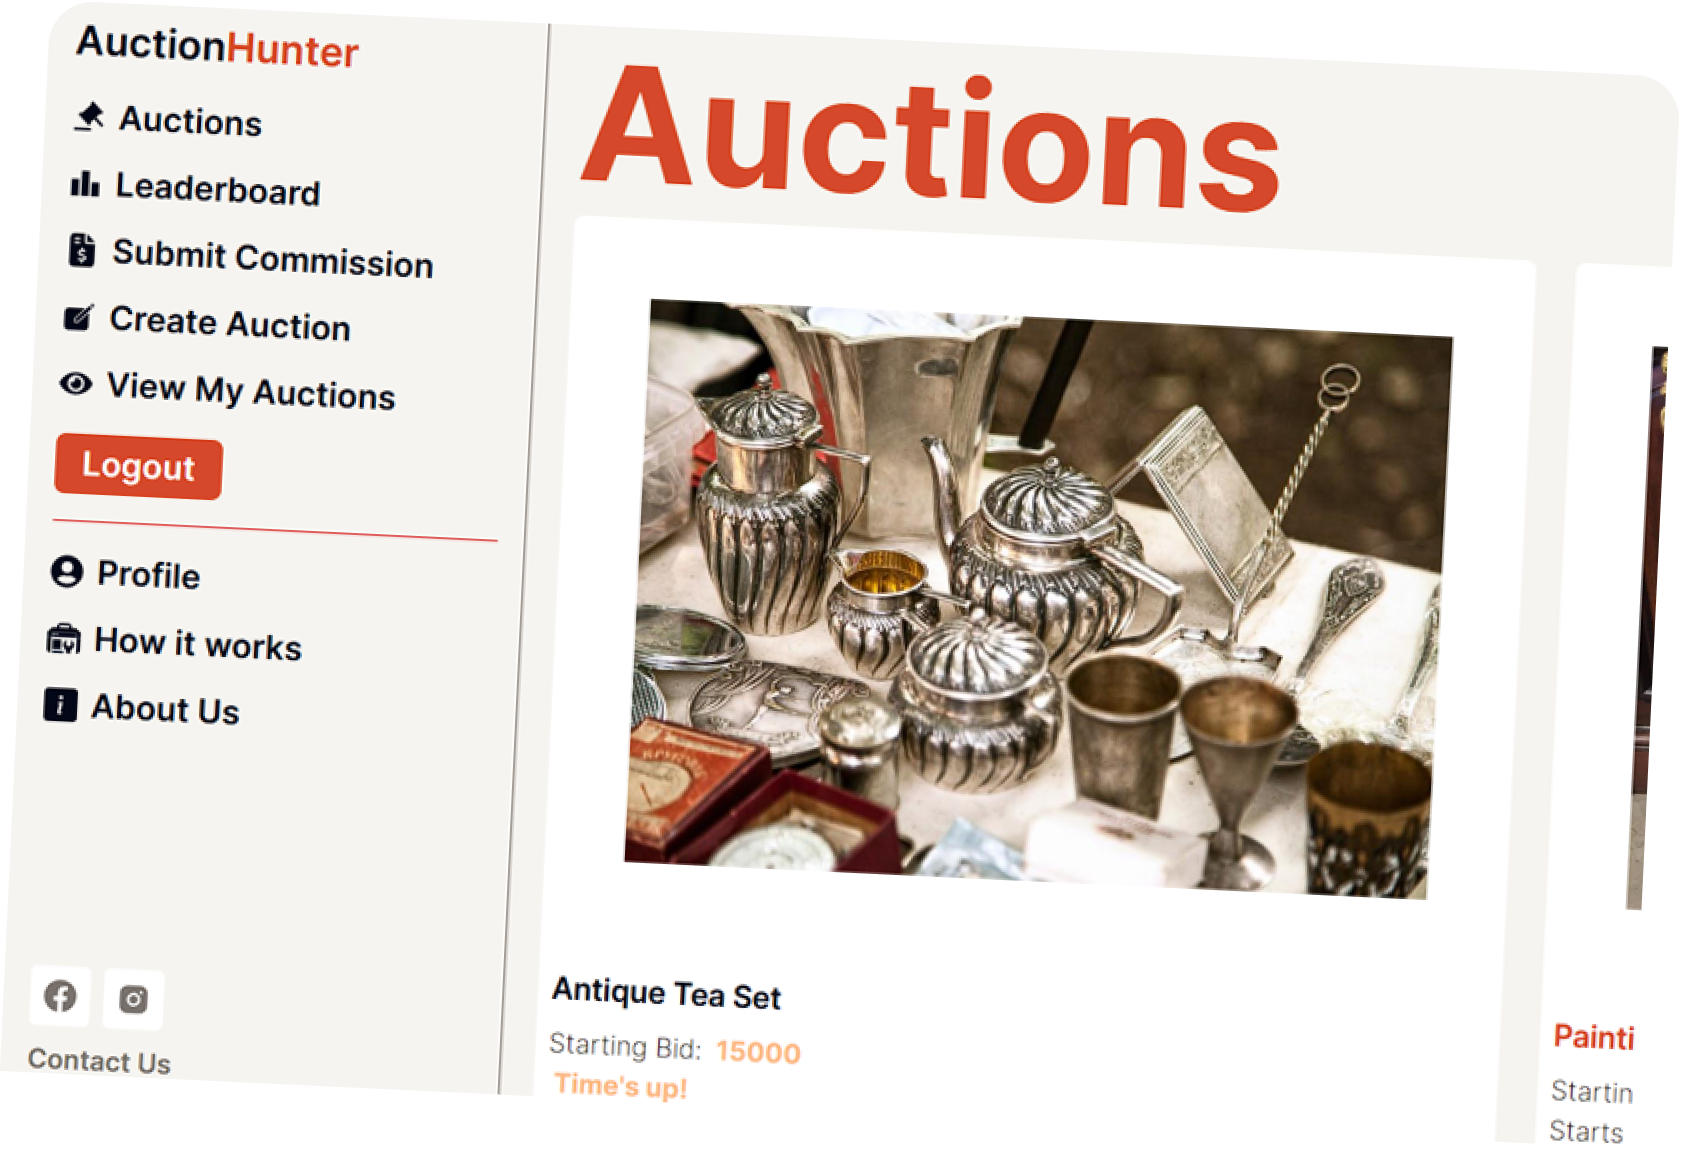 AuctionHunter
Auctions
Leaderboard
Submit Commission
Create Auction
View My Auctions
Logout
Profile
How it works
About Us
Contact Us
Auctions
Antique Tea Set
Starting Bid: 15000
Time's up!
Painti
Startin
Starts